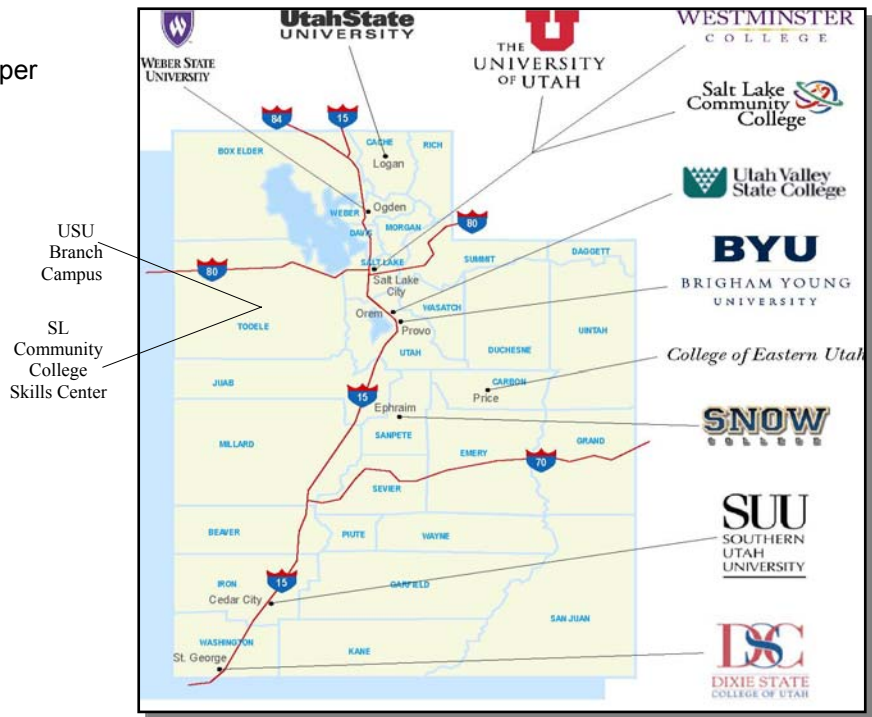 per
WEBER STATE
UNIVERSITY
UtahState
UNIVERSITY
THE
UNIVERSITY
OF UTAH
WESTMINSTER
COLLEGE
Salt Lake
Community
College
Utah Valley
State College
BYU
BRIGHAM YOUNG
UNIVERSITY
College of Eastern Utah
SNOW
COLLEGE
SUU
SOUTHERN
UTAH
UNIVERSITY
DSC
DIXIE STATE
COLLEGE OF UTAH
USU
Branch
Campus
SL
Community
College
Skills Center
84
15
BOX ELDER
CACHE
RICH
Logan
WEBER
Ogden
MORGAN
DAVIS
80
80
SALT LAKE
SUMMIT
DAGGETT
Salt Lake
City
TOOELE
Orem
WASATCH
Provo
UTAH
DUCHESNE
UINTAH
JUAB
15
CARBON
Price
Ephraim
SANPETE
MILLARD
EMERY
GRAND
70
SEVIER
BEAVER
PIUTE
WAYNE
IRON
15
GARFIELD
Cedar City
SAN JUAN
WASHINGTON
KANE
St. George